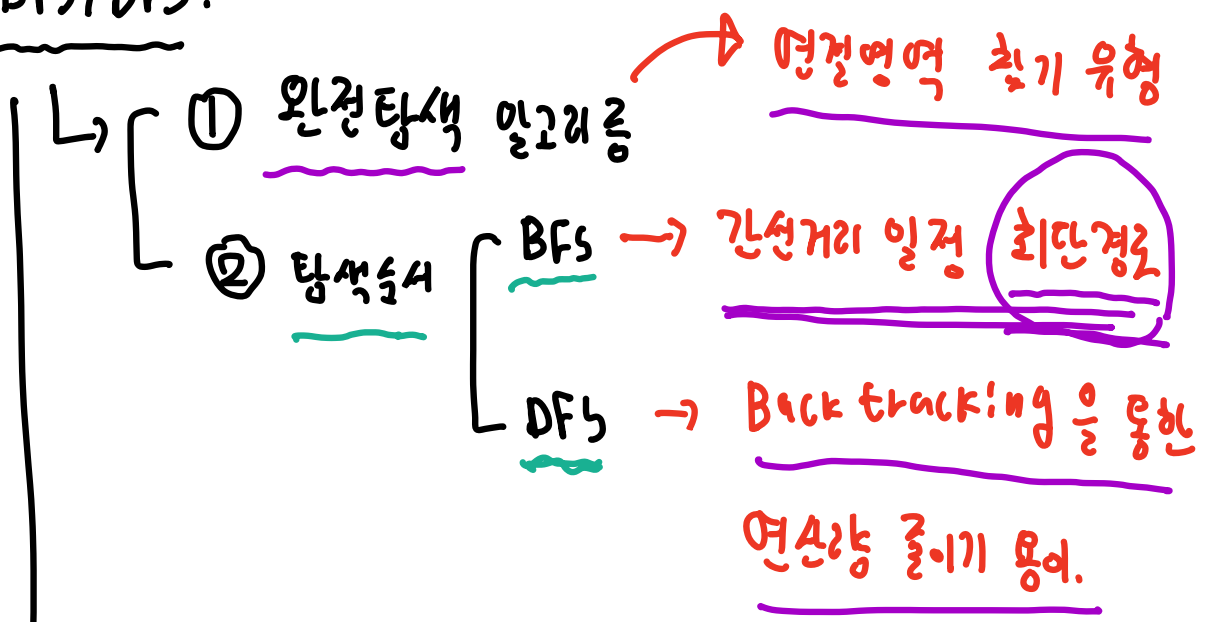 ① 완전탐색 알고리즘 → 연결영역 찾기 유형
② 탐색순서
BFS → 간선거리 일정 최단경로
DFS → Backtracking을 통한
연산량 줄이기 용이.